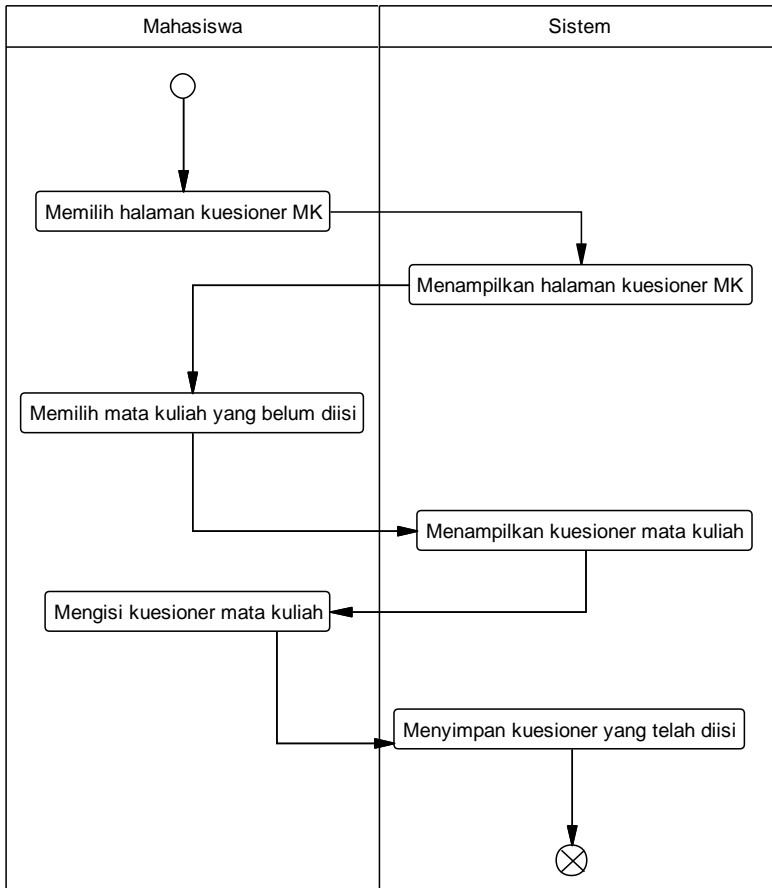 Mahasiswa
Sistem
Memilih halaman kuesioner MK
Menampilkan halaman kuesioner MK
Memilih mata kuliah yang belum diisi
Menampilkan kuesioner mata kuliah
Mengisi kuesioner mata kuliah
Menyimpan kuesioner yang telah diisi